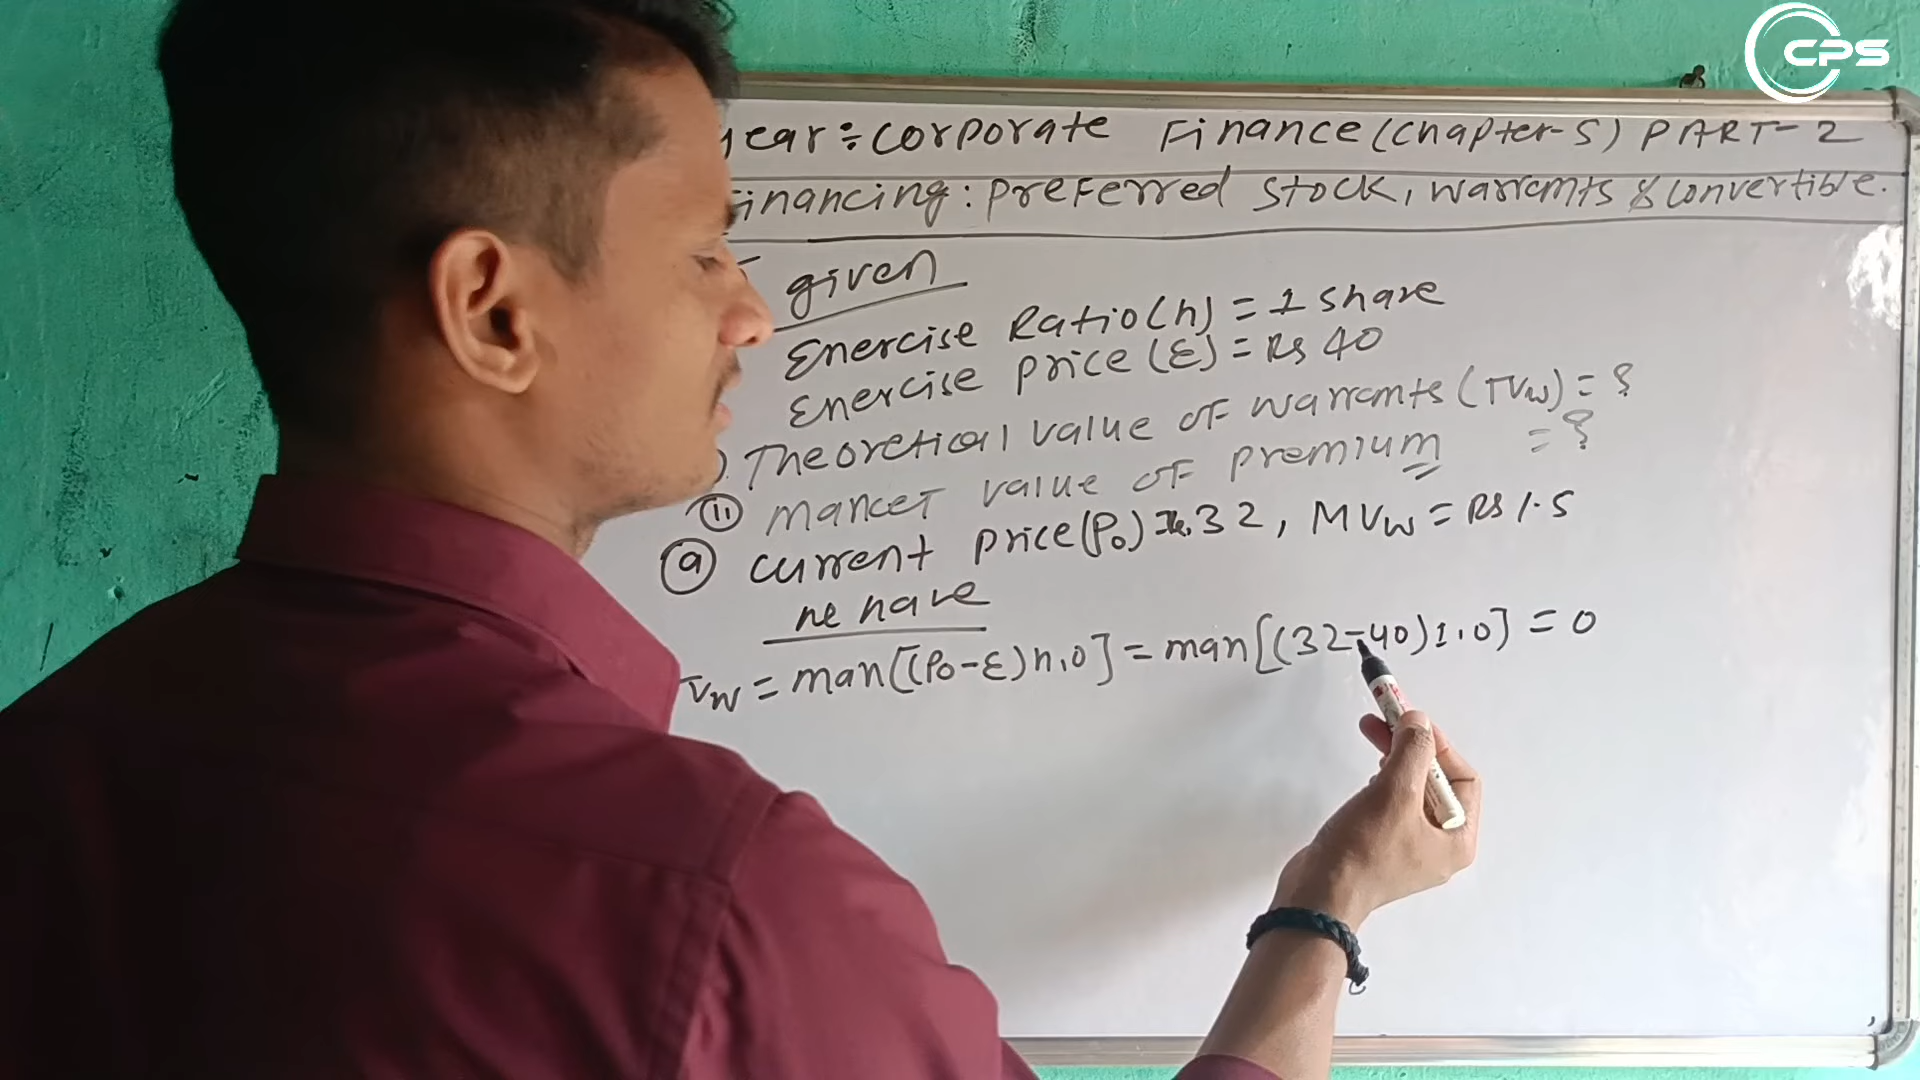 CPS
year:- corporate Finance (chapter-5) PART-2
Financing: preferred stock, warrants & convertible.
given
Exercise Ratio(n) = 1 share
Exercise price (E) = Rs 40
). Theoretical value of warrants (TVw) = ?
(ii) market value of premium = ?
(a) current price (P0) = Rs. 32, MVw = Rs 1.5
we have
TVw = max[(P0-E)n,0] = max[(32-40)1,0] = 0